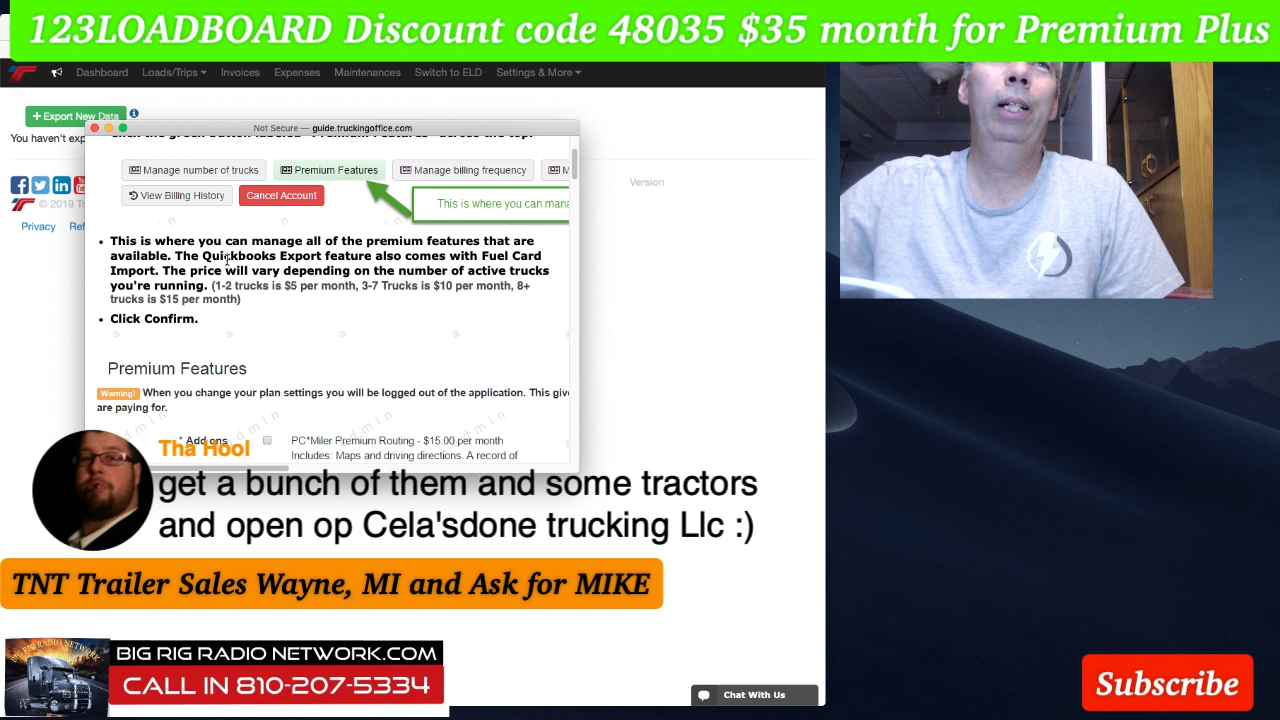 123LOADBOARD Discount code 48035 $35 month for Premium Plus
Dashboard Loads/Trips Invoices Expenses Maintenances Switch to ELD Settings & More
+ Export New Data
You haven't exp
Not Secure — guide.truckingoffice.com
Manage number of trucks Premium Features Manage billing frequency M
View Billing History Cancel Account This is where you can mana
Version
© 2019 T
Privacy Ref
• This is where you can manage all of the premium features that are
available. The Quickbooks Export feature also comes with Fuel Card
Import. The price will vary depending on the number of active trucks
you're running. (1-2 trucks is $5 per month, 3-7 Trucks is $10 per month, 8+
trucks is $15 per month)
• Click Confirm.
Premium Features
Warning! When you change your plan settings you will be logged out of the application. This give
are paying for.
* Add ons PC*Miler Premium Routing - $15.00 per month
Includes: Maps and driving directions. A record of
Tha Hool
get a bunch of them and some tractors
and open op Cela'sdone trucking Llc :)
TNT Trailer Sales Wayne, MI and Ask for MIKE
BIG RIG RADIO NETWORK
BIG RIG RADIO NETWORK.COM
CALL IN 810-207-5334
Chat With Us
Subscribe